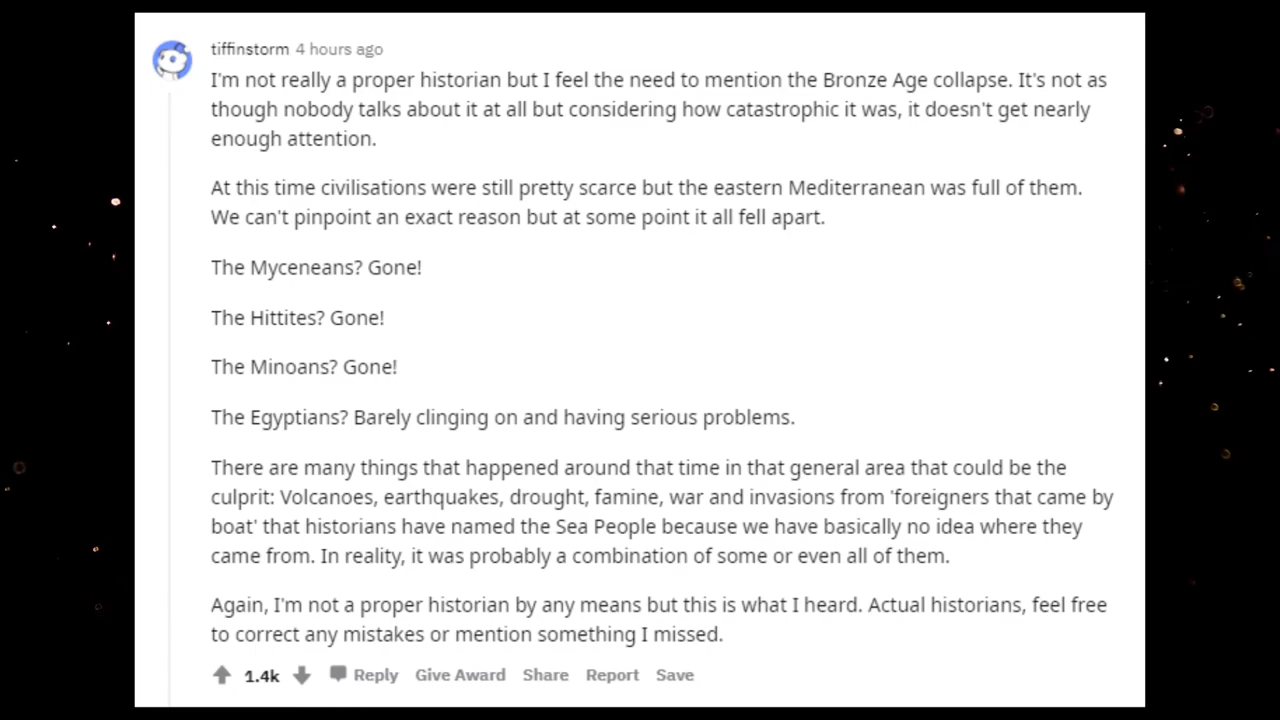 tiffinstorm 4 hours ago
I'm not really a proper historian but I feel the need to mention the Bronze Age collapse. It's not as
though nobody talks about it at all but considering how catastrophic it was, it doesn't get nearly
enough attention.
At this time civilisations were still pretty scarce but the eastern Mediterranean was full of them.
We can't pinpoint an exact reason but at some point it all fell apart.
The Myceneans? Gone!
The Hittites? Gone!
The Minoans? Gone!
The Egyptians? Barely clinging on and having serious problems.
There are many things that happened around that time in that general area that could be the
culprit: Volcanoes, earthquakes, drought, famine, war and invasions from 'foreigners that came by
boat' that historians have named the Sea People because we have basically no idea where they
came from. In reality, it was probably a combination of some or even all of them.
Again, I'm not a proper historian by any means but this is what I heard. Actual historians, feel free
to correct any mistakes or mention something I missed.
1.4k Reply Give Award Share Report Save